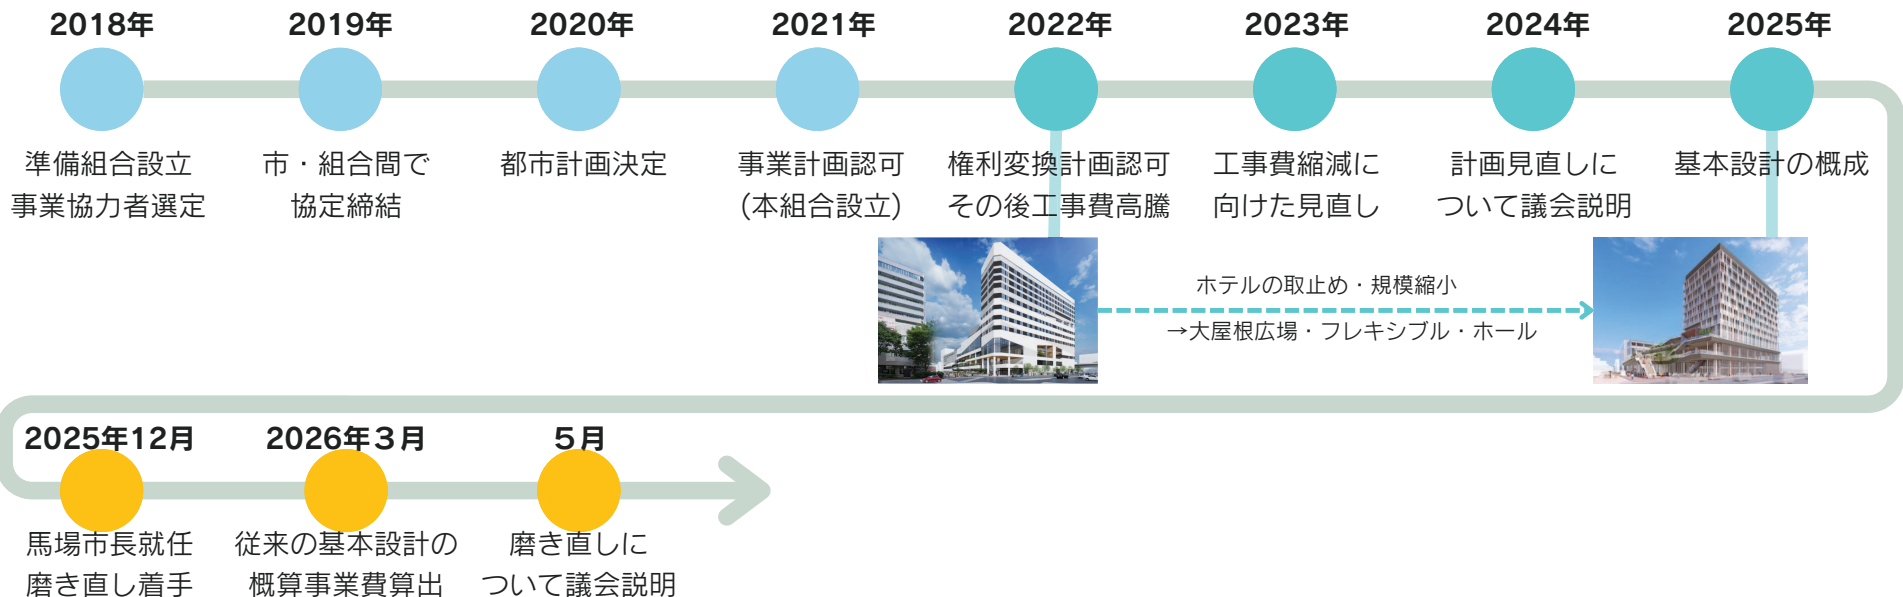 2018年
2019年
2020年
2021年
2022年
2023年
2024年
2025年
準備組合設立
事業協力者選定
市・組合間で
協定締結
都市計画決定
事業計画認可
(本組合設立)
権利変換計画認可
その後工事費高騰
工事費縮減に
向けた見直し
計画見直しに
ついて議会説明
基本設計の概成
ホテルの取止め・規模縮小
→大屋根広場・フレキシブル・ホール
2025年12月
2026年３月
５月
馬場市長就任
磨き直し着手
従来の基本設計の
概算事業費算出
磨き直しに
ついて議会説明